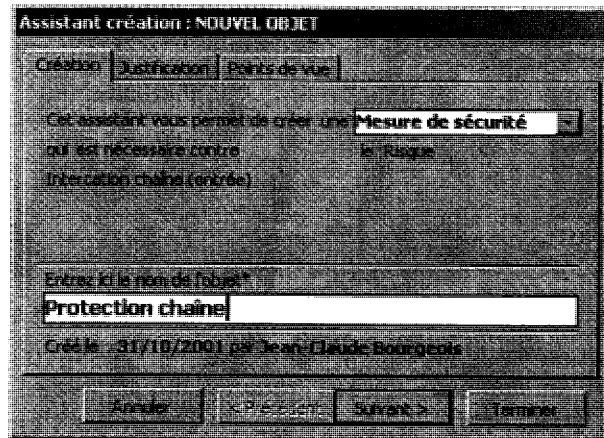 Assistant création : NOUVEL OBJET
Création Justification Points de vue
Cet assistant vous permet de créer une Mesure de sécurité
qui est nécessaire contre le Risque
Intercation chaîne (entrée)
Entrez ici le nom de l'objet*
Protection chaîne
Créé le : 31/10/2001 par Jean-Claude Bourgeois
Annuler < Précédent Suivant > Terminer